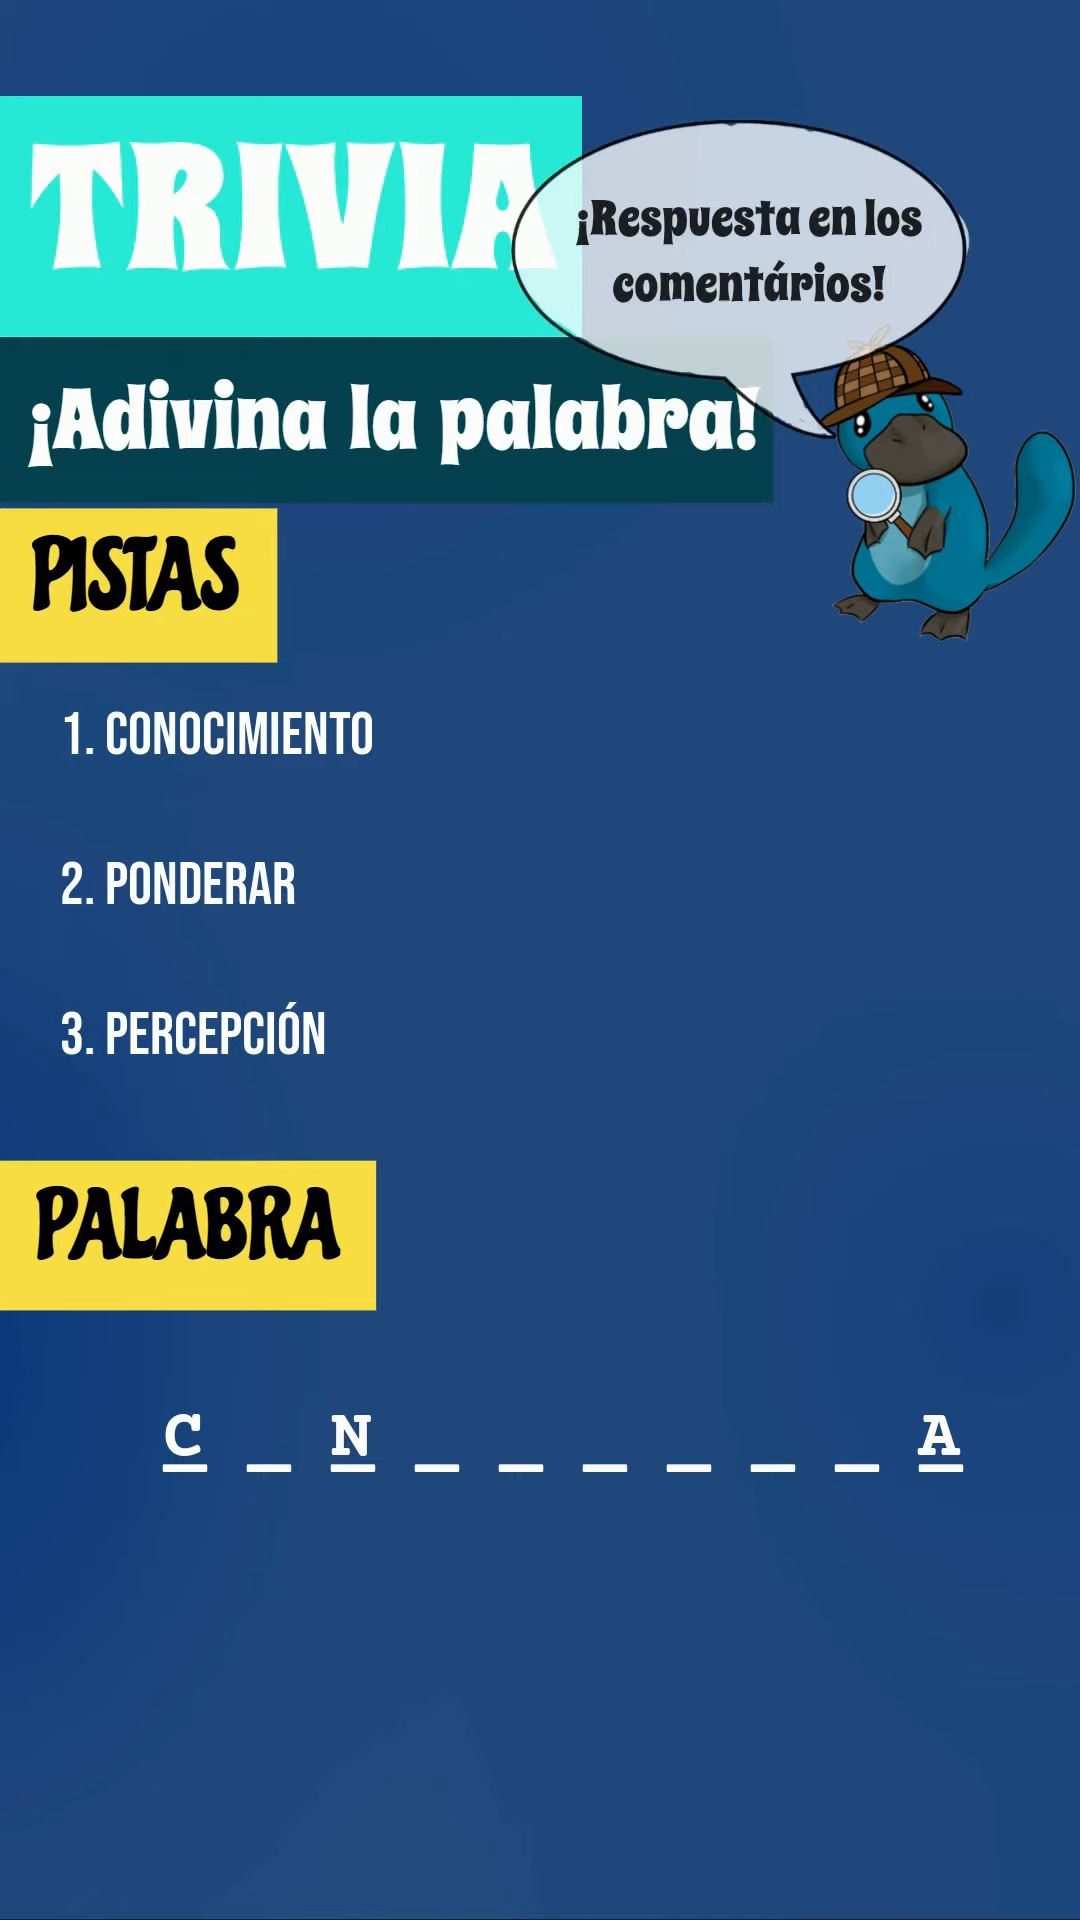 TRIVIA
¡Respuesta en los
comentários!
¡Adivina la palabra!
PISTAS
1. CONOCIMIENTO
2. PONDERAR
3. PERCEPCIÓN
PALABRA
C _ N _ _ _ _ _ _ A